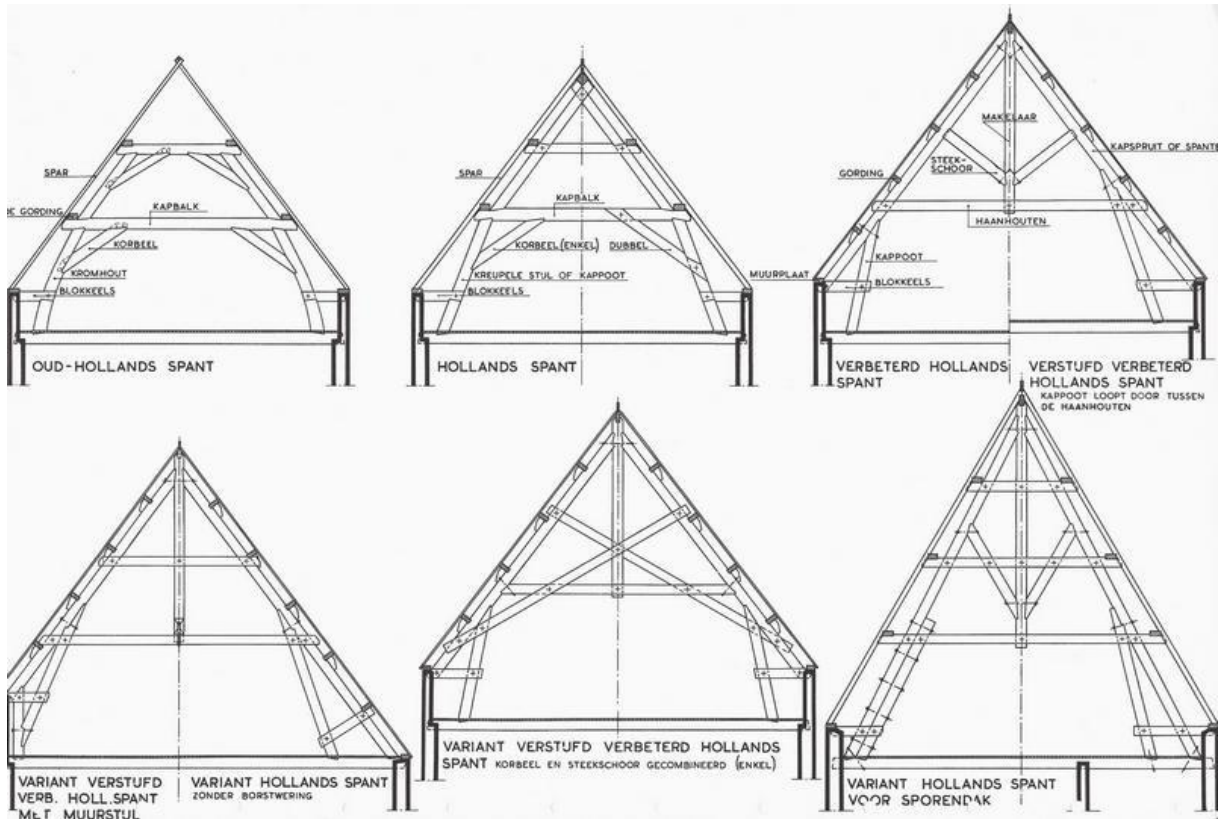 SPAR
DE GORDING
KAPBALK
KORBEEL
KROMHOUT
BLOKKEELS
OUD-HOLLANDS SPANT
SPAR
KAPBALK
KORBEEL (ENKEL) DUBBEL
KREUPELE STIJL OF KAPPOOT
BLOKKEELS
HOLLANDS SPANT
MAKELAAR
KAPSPRUIT OF SPANTB
STEEK-
SCHOOR
GORDING
HAANHOUTEN
KAPPOOT
MUURPLAAT
BLOKKEELS
VERBETERD HOLLANDS
SPANT
VERSTIJFD VERBETERD
HOLLANDS SPANT
KAPPOOT LOOPT DOOR TUSSEN
DE HAANHOUTEN
VARIANT VERSTIJFD
VERB. HOLL. SPANT
MET MUURSTIJL
VARIANT HOLLANDS SPANT
ZONDER BORSTWERING
VARIANT VERSTIJFD VERBETERD HOLLANDS
SPANT KORBEEL EN STEEKSCHOOR GECOMBINEERD (ENKEL)
VARIANT HOLLANDS SPANT
VOOR SPORENDAK